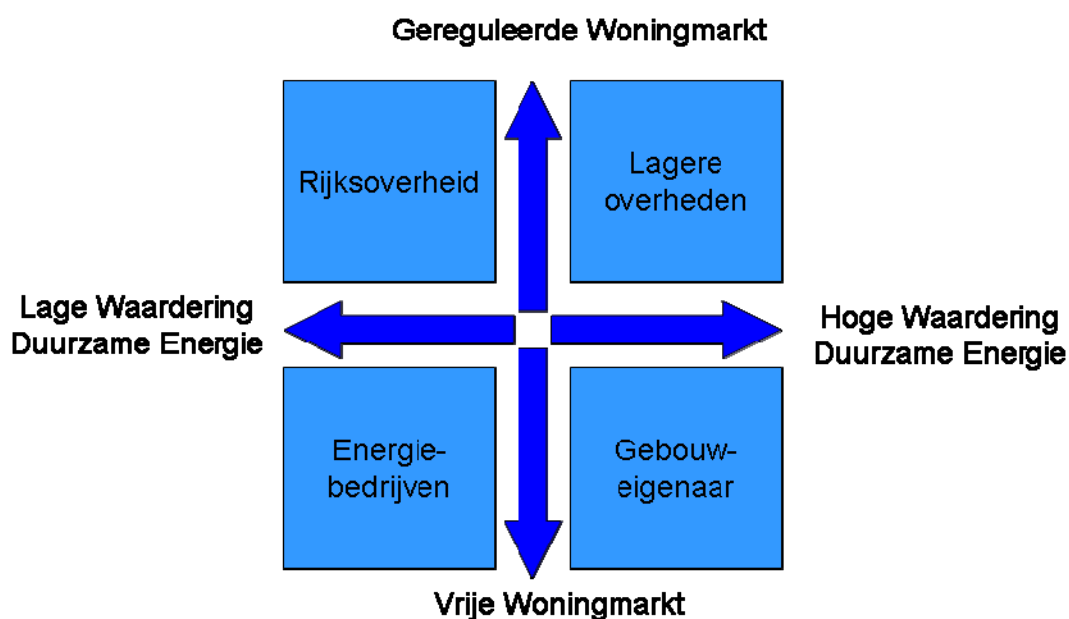 Gereguleerde Woningmarkt
Rijksoverheid
Lagere
overheden
Lage Waardering
Duurzame Energie
Hoge Waardering
Duurzame Energie
Energie-
bedrijven
Gebouw-
eigenaar
Vrije Woningmarkt